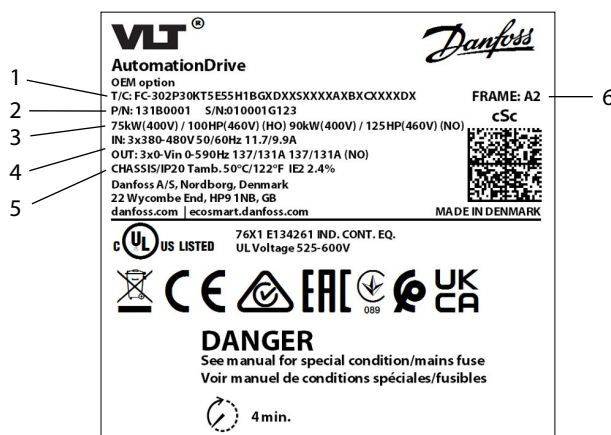 VLT®
Danfoss
AutomationDrive
OEM option
1
T/C: FC-302P30KT5E55H1BGXDXXSXXXXAXBXCXXXXDX
FRAME: A2
6
2
P/N: 131B0001 S/N:010001G123
cSc
3
75kW(400V) / 100HP(460V) (HO) 90kW(400V) / 125HP(460V) (NO)
IN: 3x380-480V 50/60Hz 11.7/9.9A
4
OUT: 3x0-Vin 0-590Hz 137/131A 137/131A (NO)
5
CHASSIS/IP20 Tamb. 50°C/122°F IE2 2.4%
Danfoss A/S, Nordborg, Denmark
22 Wycombe End, HP9 1NB, GB
danfoss.com | ecosmart.danfoss.com
MADE IN DENMARK
c UL US LISTED
76X1 E134261 IND. CONT. EQ.
UL Voltage 525-600V
CE
EAC
089
UK
CA
DANGER
See manual for special condition/mains fuse
Voir manuel de conditions spéciales/fusibles
4 min.